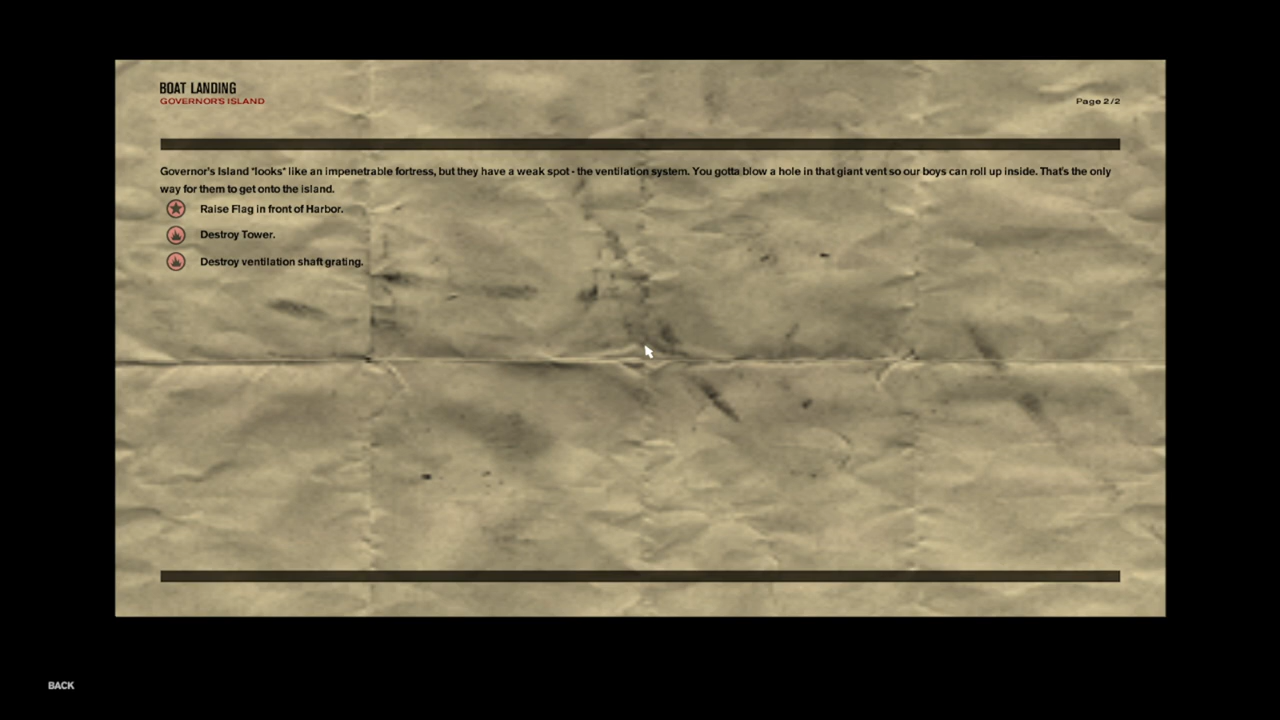 BOAT LANDING
GOVERNOR'S ISLAND
Page 2/2
Governor's Island "looks" like an impenetrable fortress, but they have a weak spot - the ventilation system. You gotta blow a hole in that giant vent so our boys can roll up inside. That's the only
way for them to get onto the island.
Raise Flag in front of Harbor.
Destroy Tower.
Destroy ventilation shaft grating.
BACK